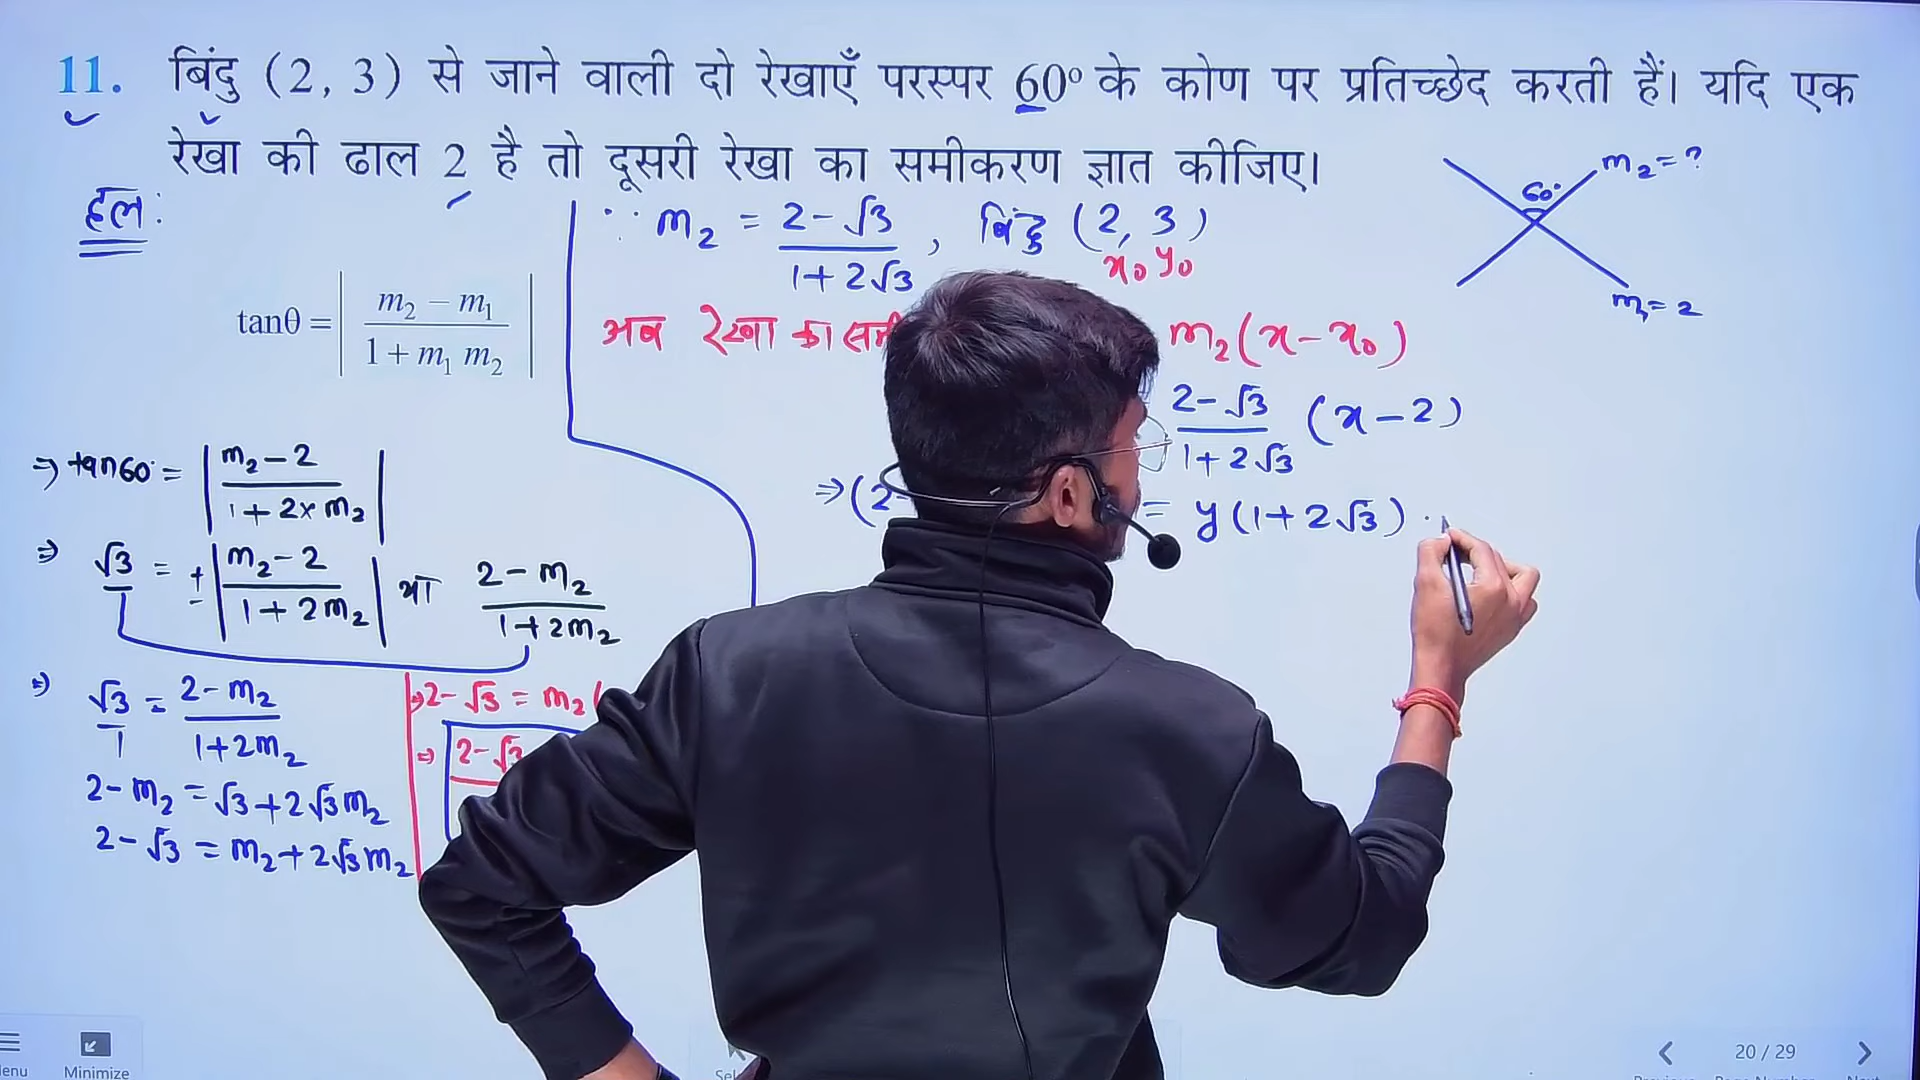 11. बिंदु (2, 3) से जाने वाली दो रेखाएँ परस्पर 60° के कोण पर प्रतिच्छेद करती हैं। यदि एक
रेखा की ढाल 2 है तो दूसरी रेखा का समीकरण ज्ञात कीजिए।
हल:
tanθ = | (m₂ − m₁) / (1 + m₁ m₂) |
⇒ tan60° = | (m₂ − 2) / (1 + 2×m₂) |
⇒ √3 = ± | (m₂ − 2) / (1 + 2m₂) | या (2 − m₂) / (1 + 2m₂)
⇒ √3 / 1 = (2 − m₂) / (1 + 2m₂)
2 − m₂ = √3 + 2√3m₂
2 − √3 = m₂ + 2√3m₂
⇒ 2 − √3 = m₂(
⇒ 2 − √3
∵ m₂ = (2 − √3) / (1 + 2√3), बिंदु (2, 3)
x₀ y₀
अब रेखा का m₂(x − x₀)
(2 − √3) / (1 + 2√3) (x − 2)
⇒ (2 = y(1 + 2√3)
60°
m₂ = ?
m₁ = 2
Minimize
20 / 29